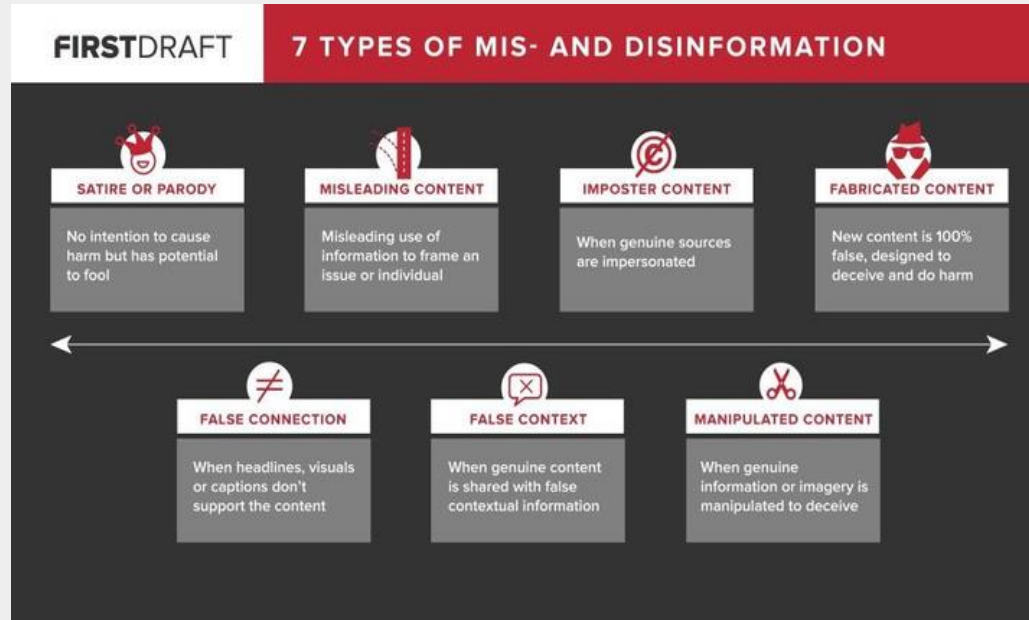 FIRSTDRAFT
7 TYPES OF MIS- AND DISINFORMATION
SATIRE OR PARODY
No intention to cause
harm but has potential
to fool
MISLEADING CONTENT
Misleading use of
information to frame an
issue or individual
IMPOSTER CONTENT
When genuine sources
are impersonated
FABRICATED CONTENT
New content is 100%
false, designed to
deceive and do harm
FALSE CONNECTION
When headlines, visuals
or captions don't
support the content
FALSE CONTEXT
When genuine content
is shared with false
contextual information
MANIPULATED CONTENT
When genuine
information or imagery is
manipulated to deceive